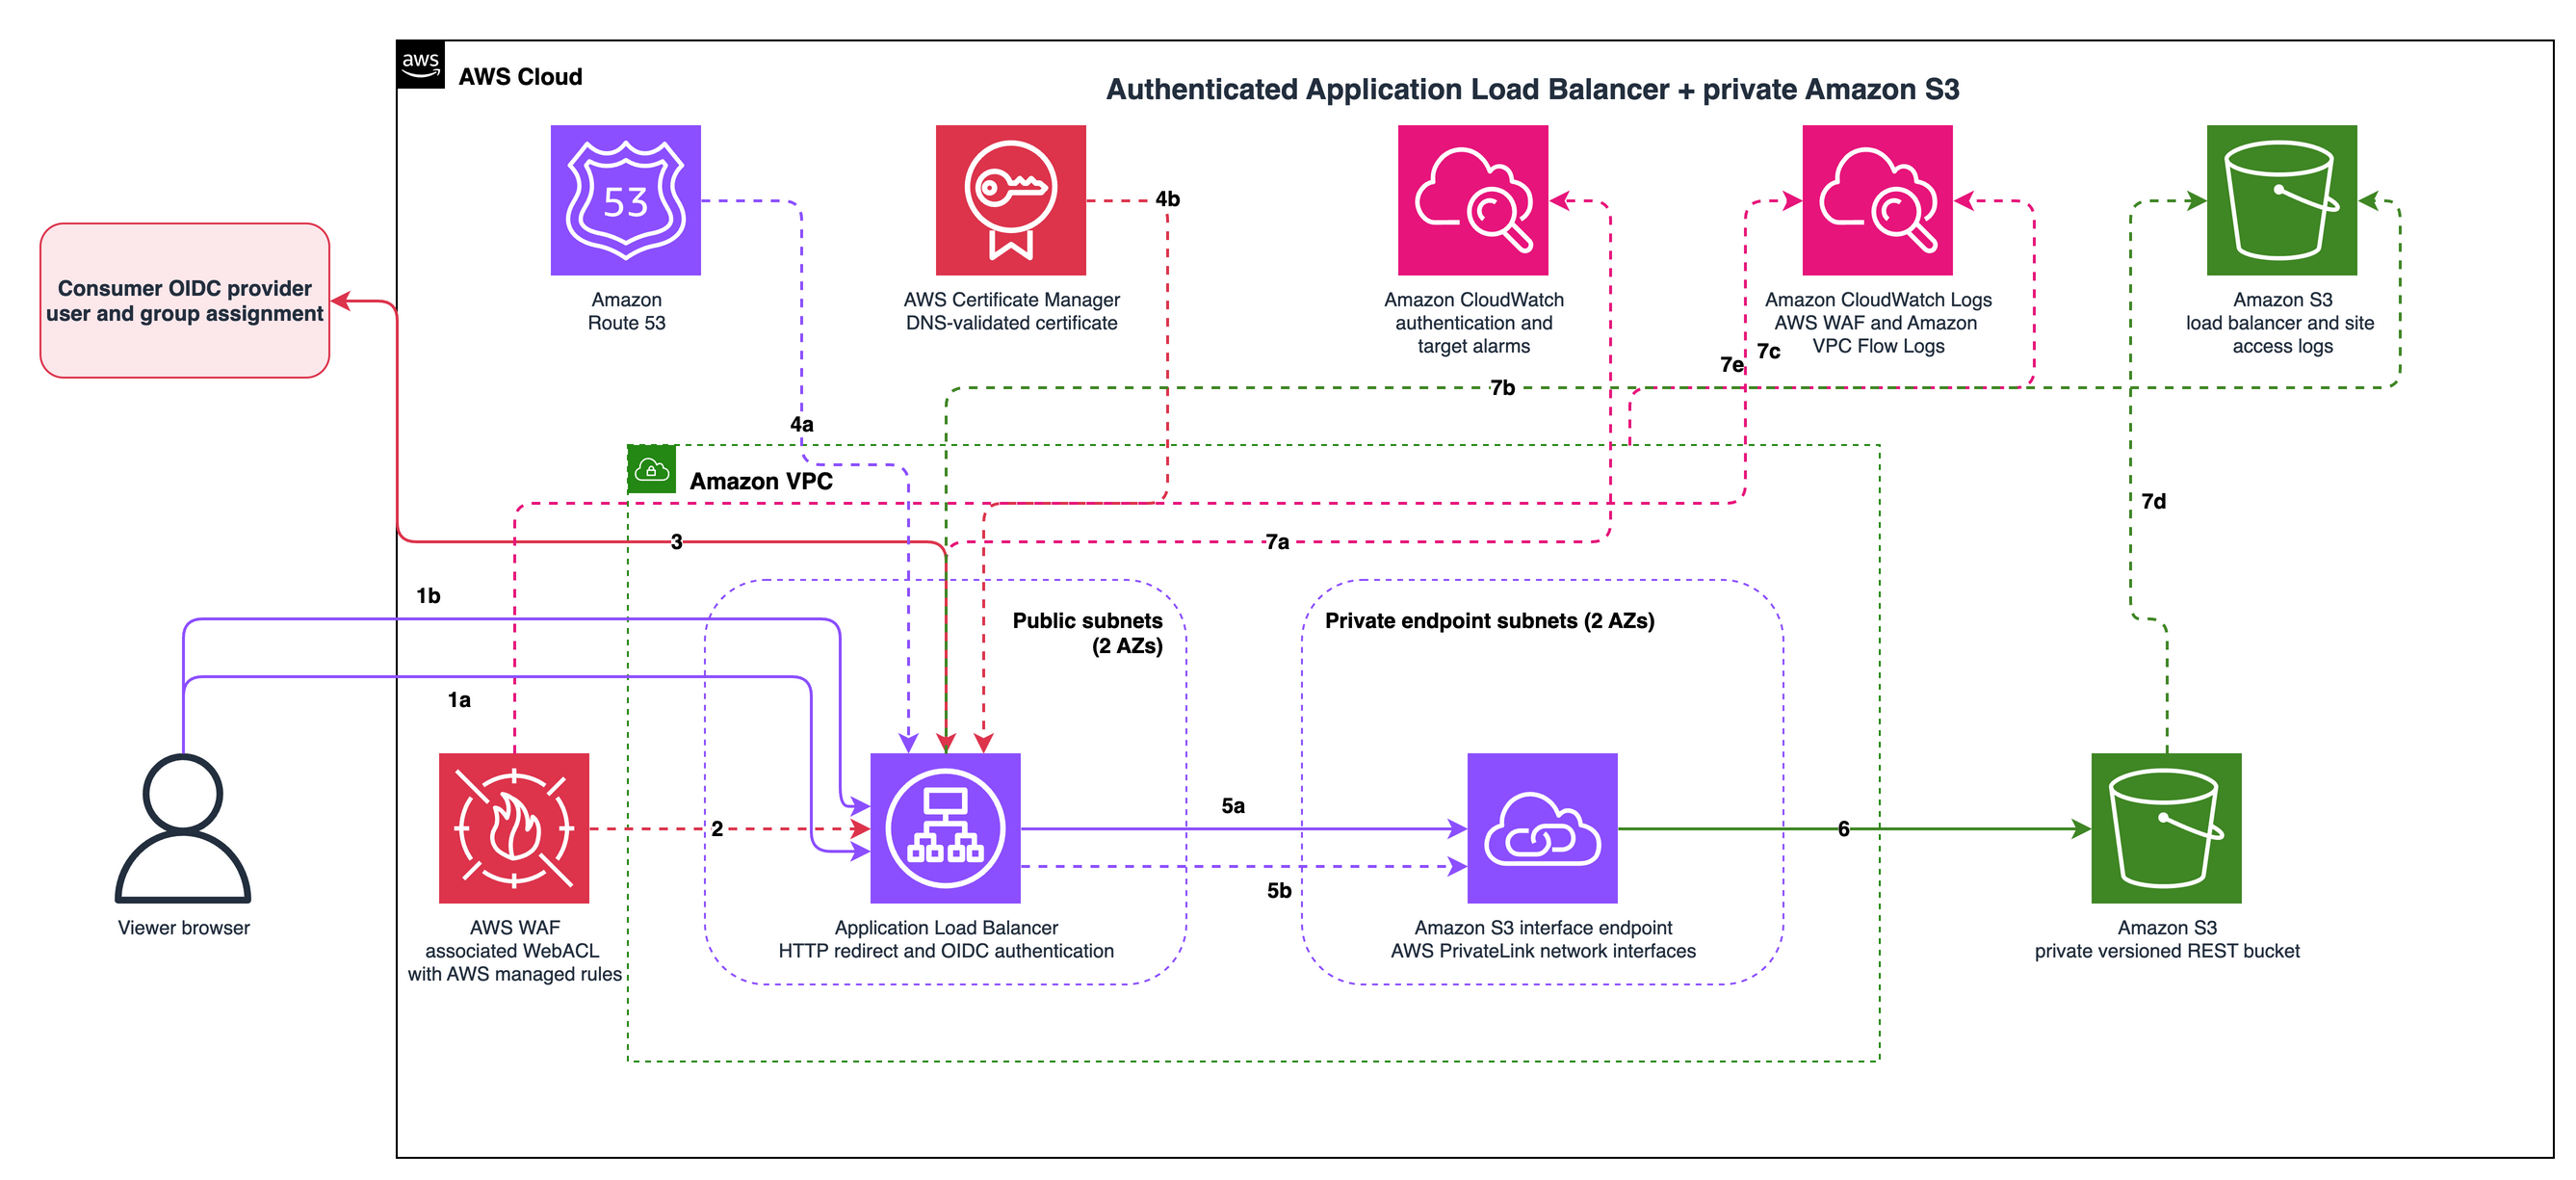 aws
AWS Cloud
Authenticated Application Load Balancer + private Amazon S3
53
Amazon
Route 53
AWS Certificate Manager
DNS-validated certificate
4b
Amazon CloudWatch
authentication and
target alarms
Amazon CloudWatch Logs
AWS WAF and Amazon
VPC Flow Logs
Amazon S3
load balancer and site
access logs
Consumer OIDC provider
user and group assignment
7e
7c
7b
4a
Amazon VPC
7d
3
7a
1b
Public subnets
(2 AZs)
Private endpoint subnets (2 AZs)
1a
2
5a
5b
6
Viewer browser
AWS WAF
associated WebACL
with AWS managed rules
Application Load Balancer
HTTP redirect and OIDC authentication
Amazon S3 interface endpoint
AWS PrivateLink network interfaces
Amazon S3
private versioned REST bucket